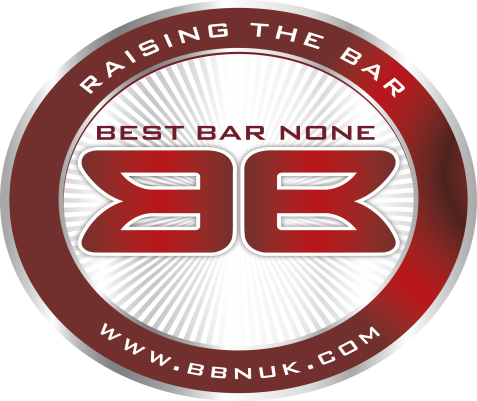 RAISING THE BAR
BEST BAR NONE
BB
WWW.BBNUK.COM